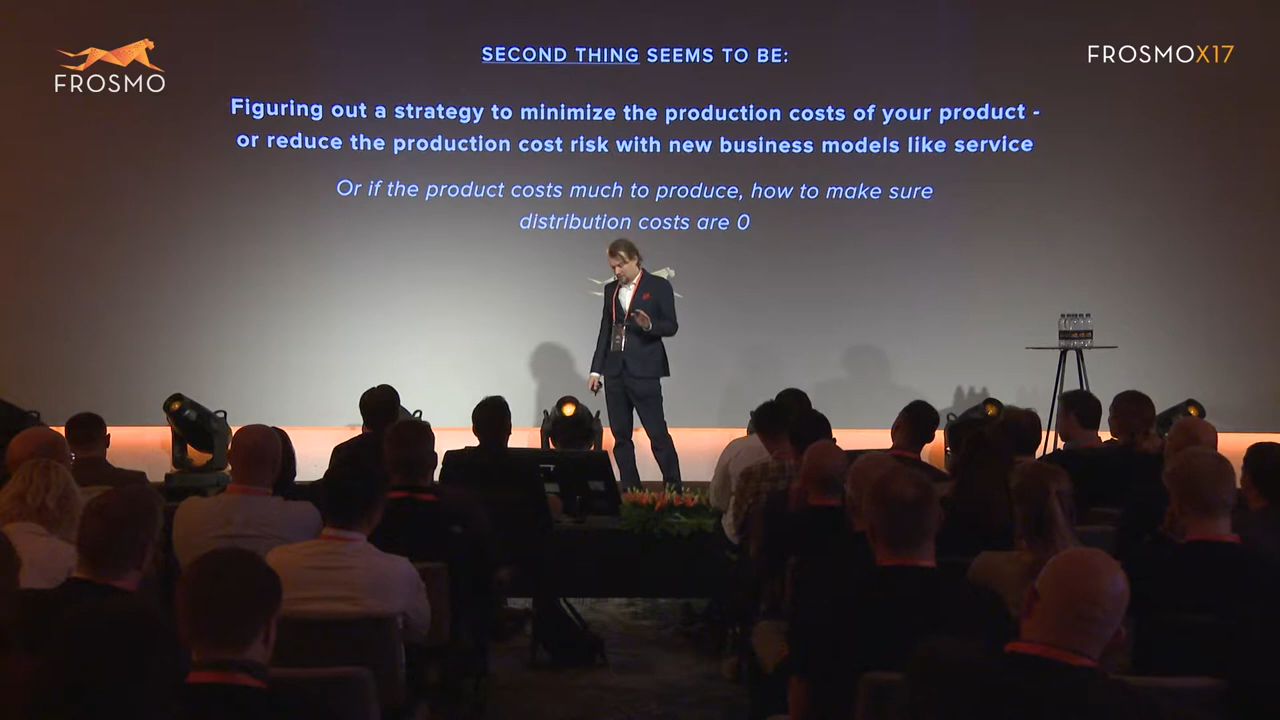 FROSMO
FROSMOX17
SECOND THING SEEMS TO BE:
Figuring out a strategy to minimize the production costs of your product -
or reduce the production cost risk with new business models like service
Or if the product costs much to produce, how to make sure
distribution costs are 0